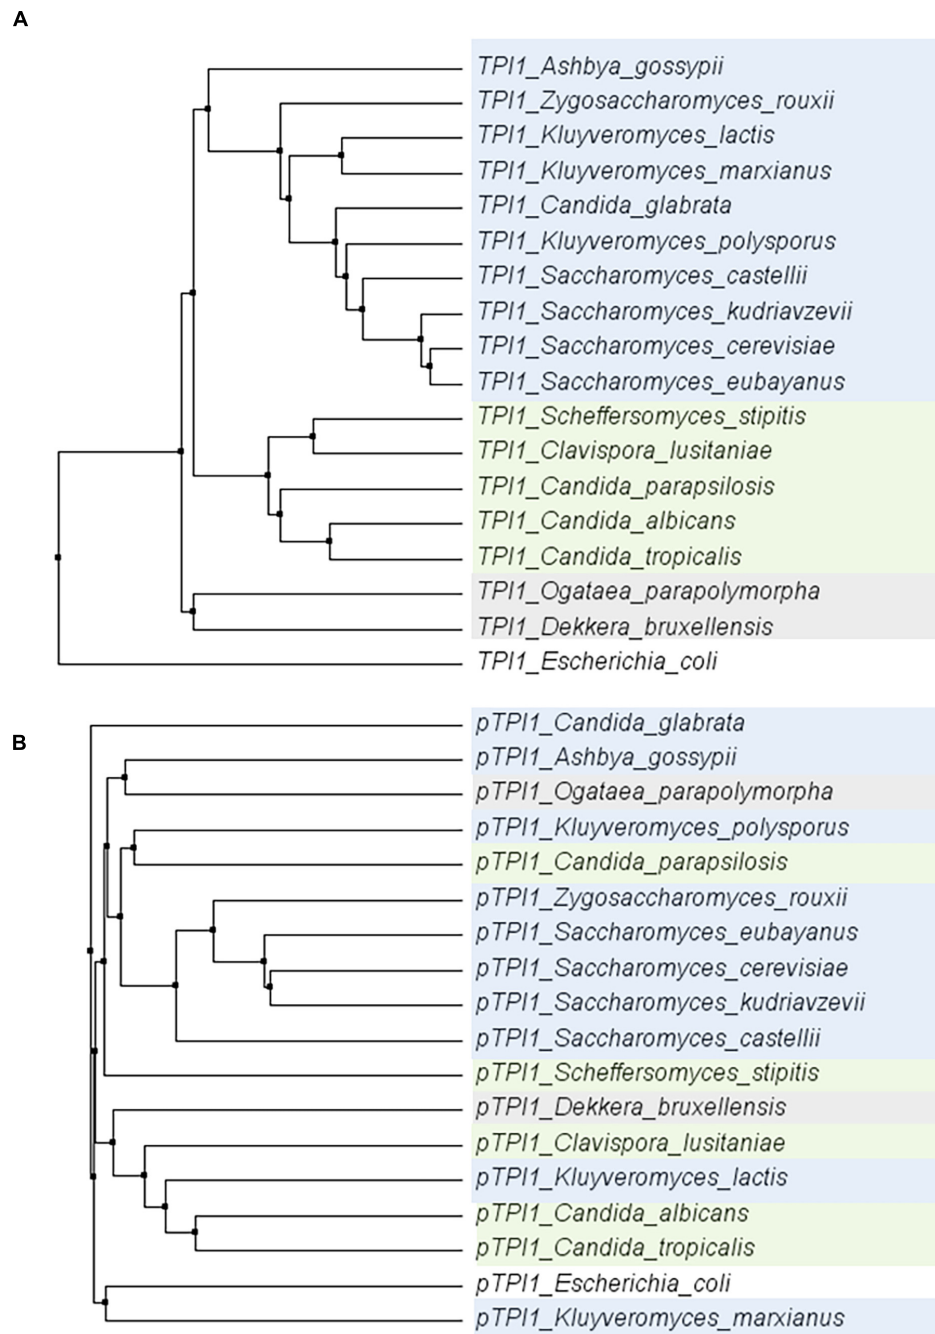 A
TPI1_Ashbya_gossypii
TPI1_Zygosaccharomyces_rouxii
TPI1_Kluyveromyces_lactis
TPI1_Kluyveromyces_marxianus
TPI1_Candida_glabrata
TPI1_Kluyveromyces_polysporus
TPI1_Saccharomyces_castellii
TPI1_Saccharomyces_kudriavzevii
TPI1_Saccharomyces_cerevisiae
TPI1_Saccharomyces_eubayanus
TPI1_Scheffersomyces_stipitis
TPI1_Clavispora_lusitaniae
TPI1_Candida_parapsilosis
TPI1_Candida_albicans
TPI1_Candida_tropicalis
TPI1_Ogataea_parapolymorpha
TPI1_Dekkera_bruxellensis
TPI1_Escherichia_coli
B
pTPI1_Candida_glabrata
pTPI1_Ashbya_gossypii
pTPI1_Ogataea_parapolymorpha
pTPI1_Kluyveromyces_polysporus
pTPI1_Candida_parapsilosis
pTPI1_Zygosaccharomyces_rouxii
pTPI1_Saccharomyces_eubayanus
pTPI1_Saccharomyces_cerevisiae
pTPI1_Saccharomyces_kudriavzevii
pTPI1_Saccharomyces_castellii
pTPI1_Scheffersomyces_stipitis
pTPI1_Dekkera_bruxellensis
pTPI1_Clavispora_lusitaniae
pTPI1_Kluyveromyces_lactis
pTPI1_Candida_albicans
pTPI1_Candida_tropicalis
pTPI1_Escherichia_coli
pTPI1_Kluyveromyces_marxianus